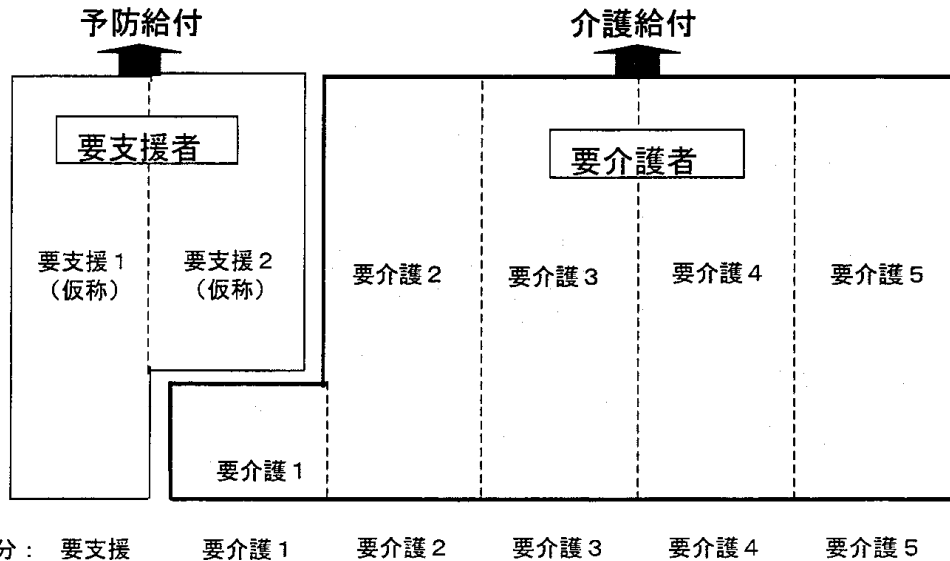 予防給付
介護給付
要支援者
要介護者
要支援1
（仮称）
要支援2
（仮称）
要介護2
要介護3
要介護4
要介護5
要介護1
分： 要支援 要介護1 要介護2 要介護3 要介護4 要介護5